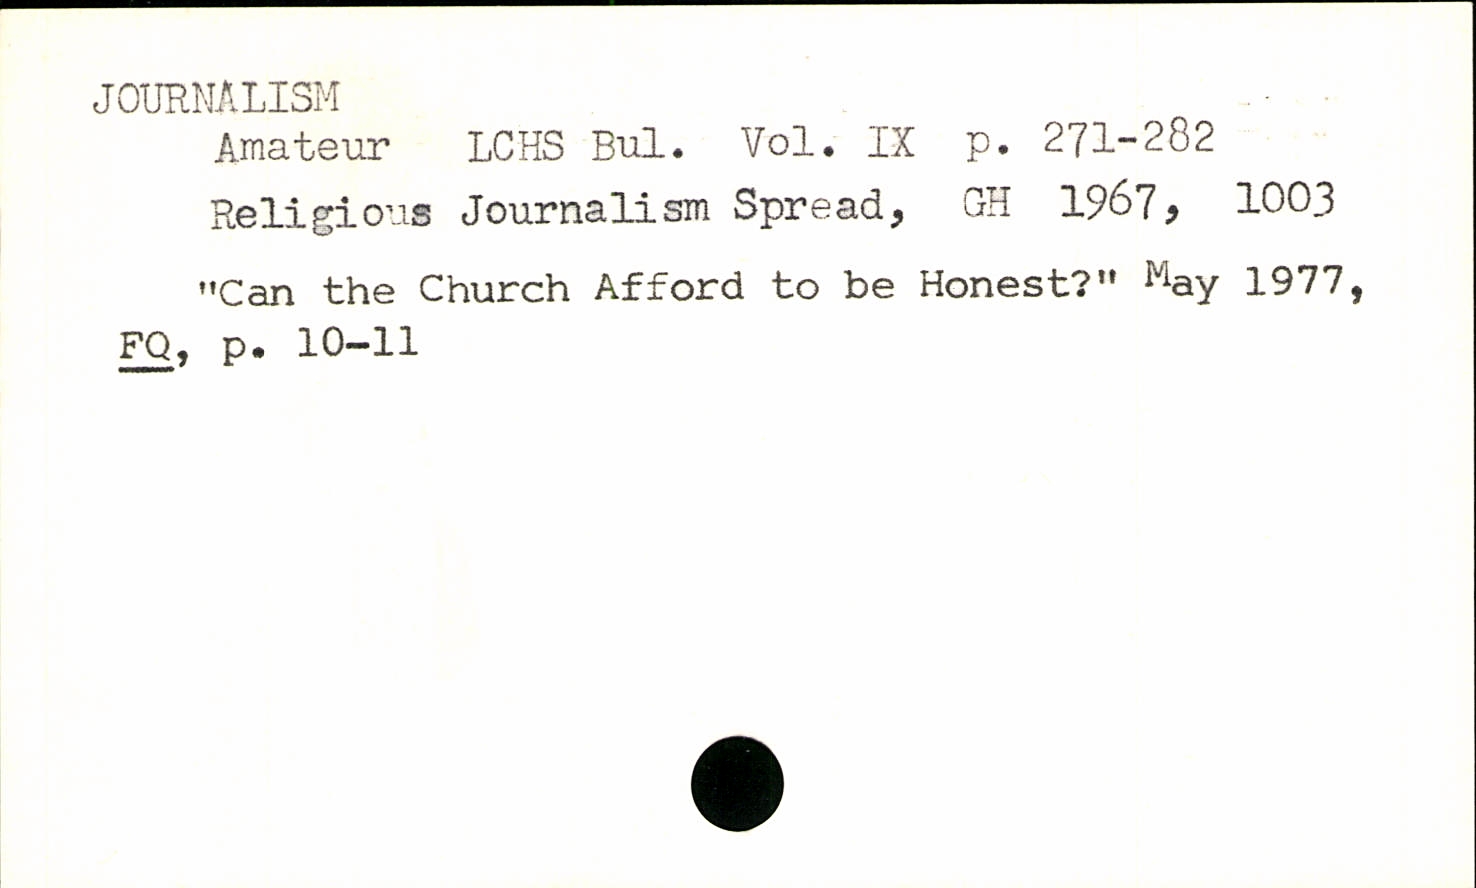 JOURNALISM
Amateur LCHS Bul. Vol. IX p. 271-282
Religious Journalism Spread, GH 1967, 1003
"Can the Church Afford to be Honest?" May 1977,
FQ, p. 10-11